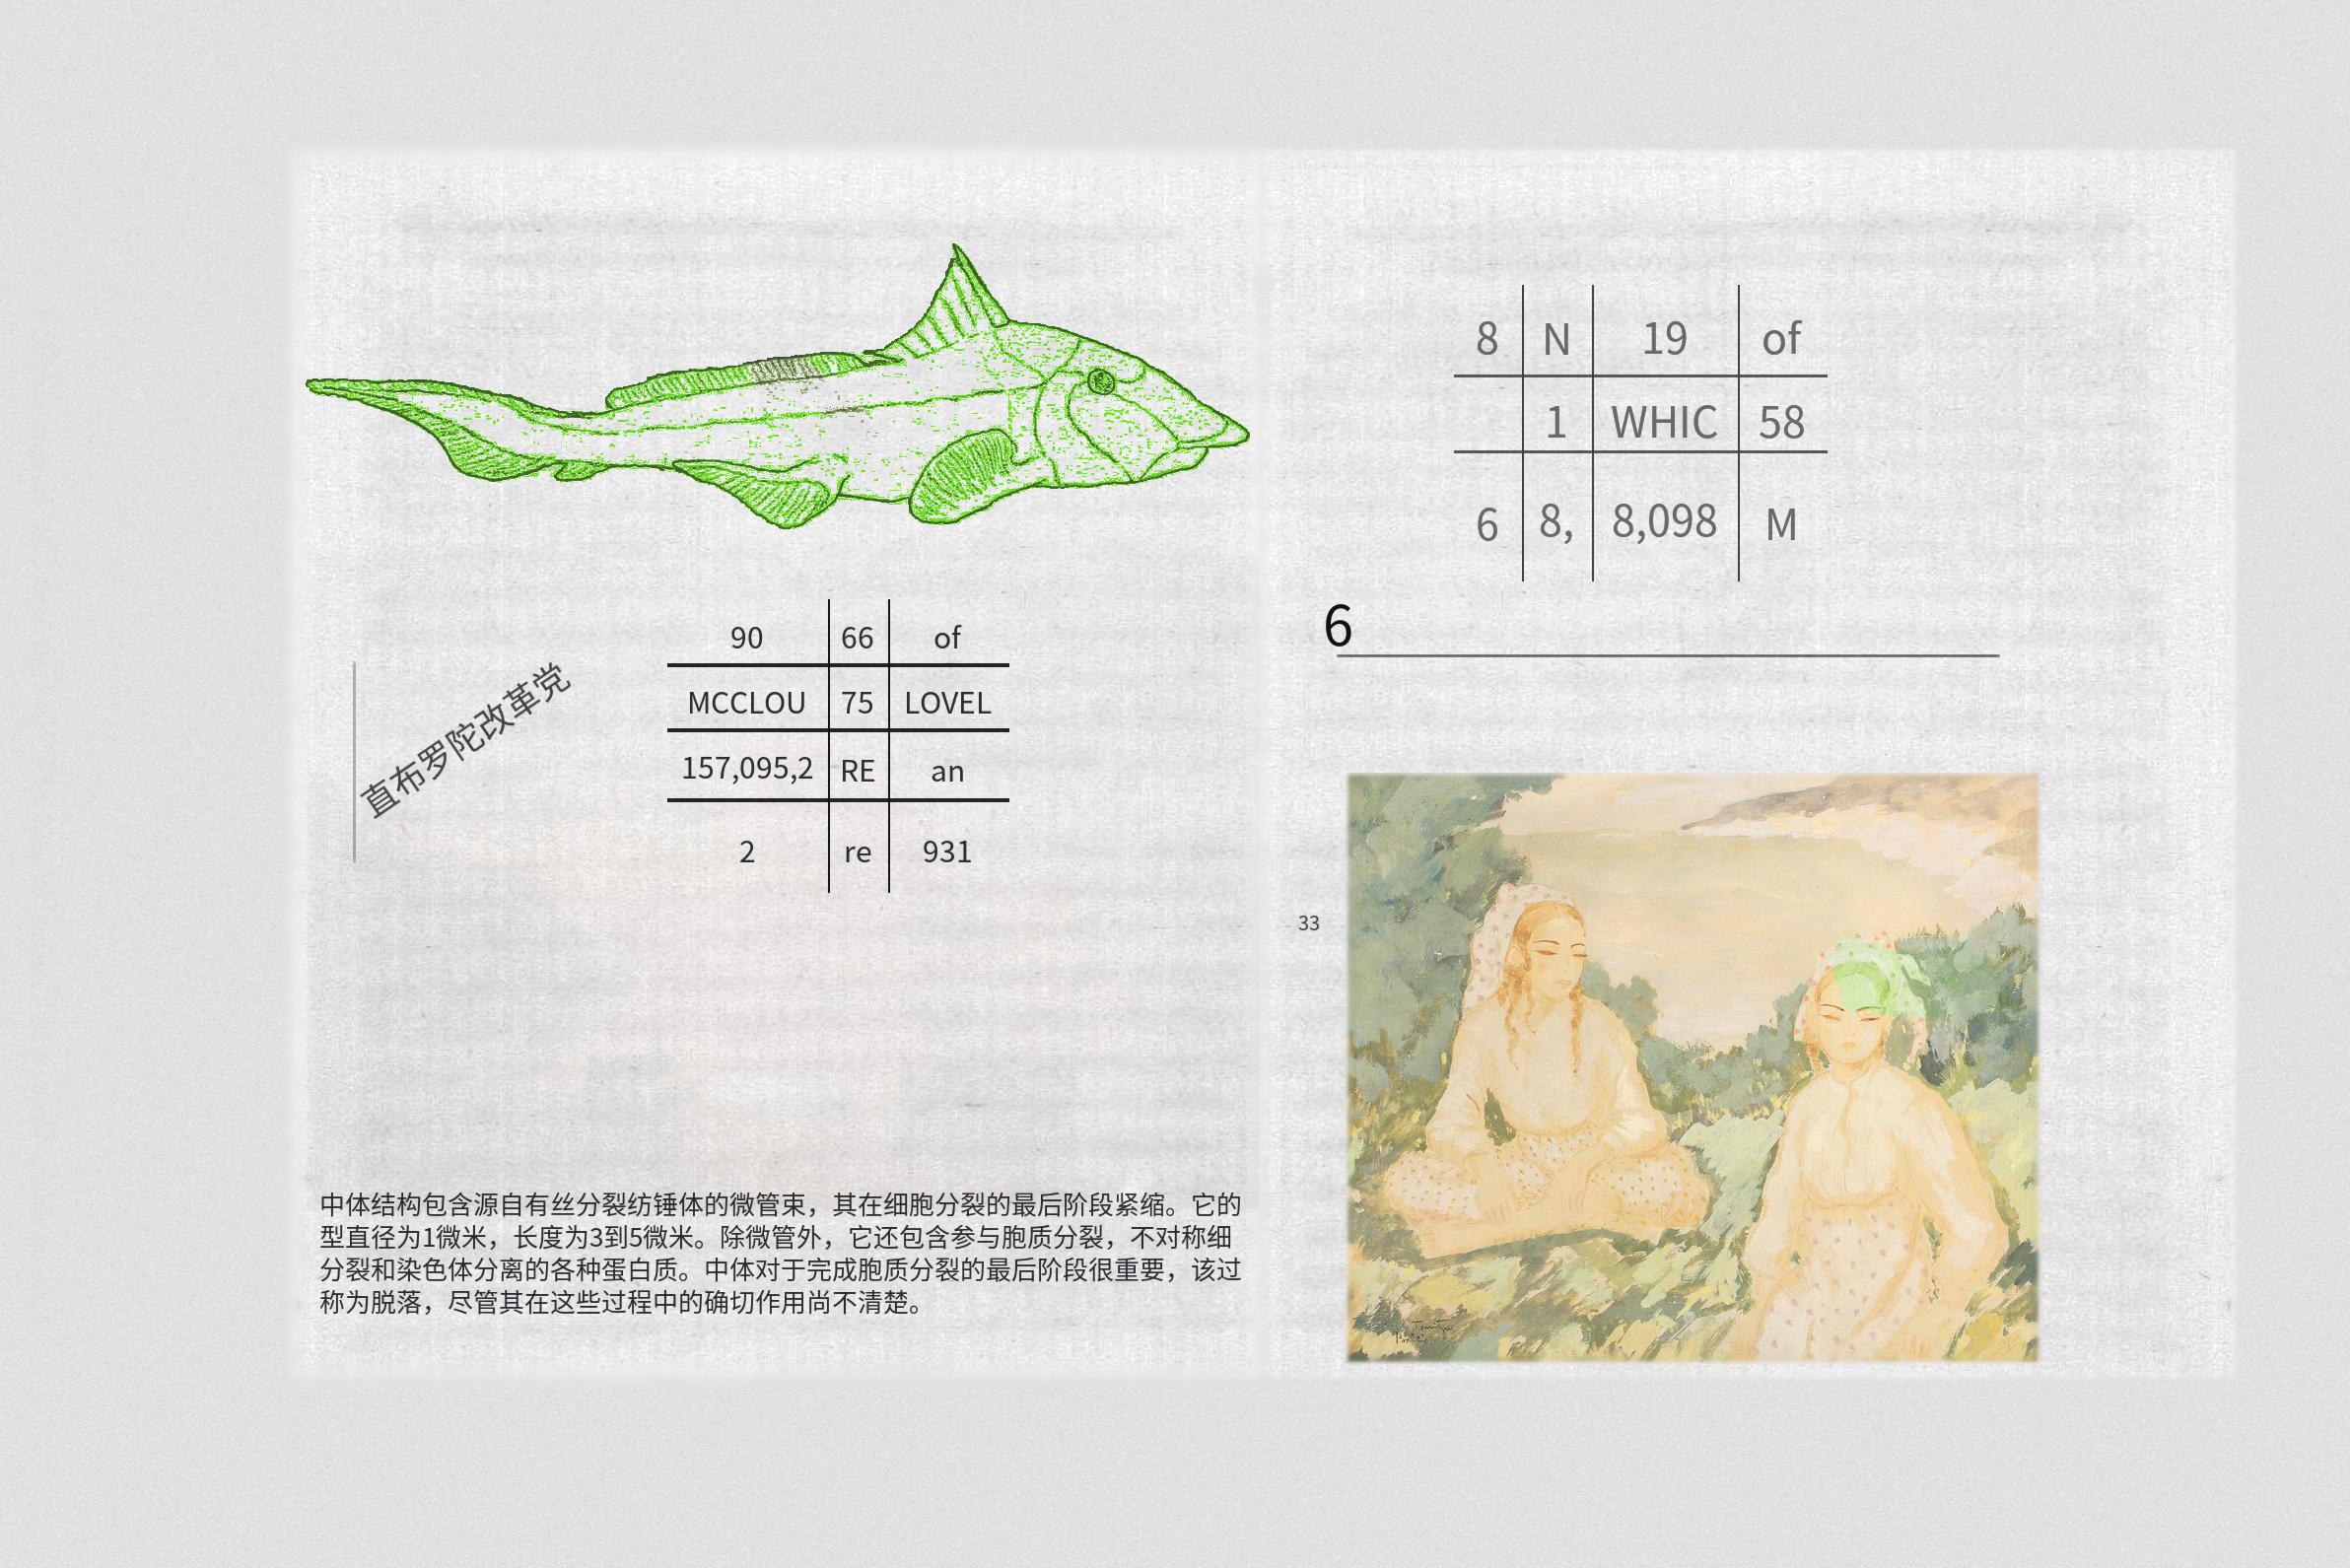 90 66 of
MCCLOU 75 LOVEL
157,095,2 RE an
2 re 931
直布罗陀改革党
中体结构包含源自有丝分裂纺锤体的微管束，其在细胞分裂的最后阶段紧缩。它的
型直径为1微米，长度为3到5微米。除微管外，它还包含参与胞质分裂，不对称细
分裂和染色体分离的各种蛋白质。中体对于完成胞质分裂的最后阶段很重要，该过
称为脱落，尽管其在这些过程中的确切作用尚不清楚。
8 N 19 of
1 WHIC 58
6 8, 8,098 M
6
33